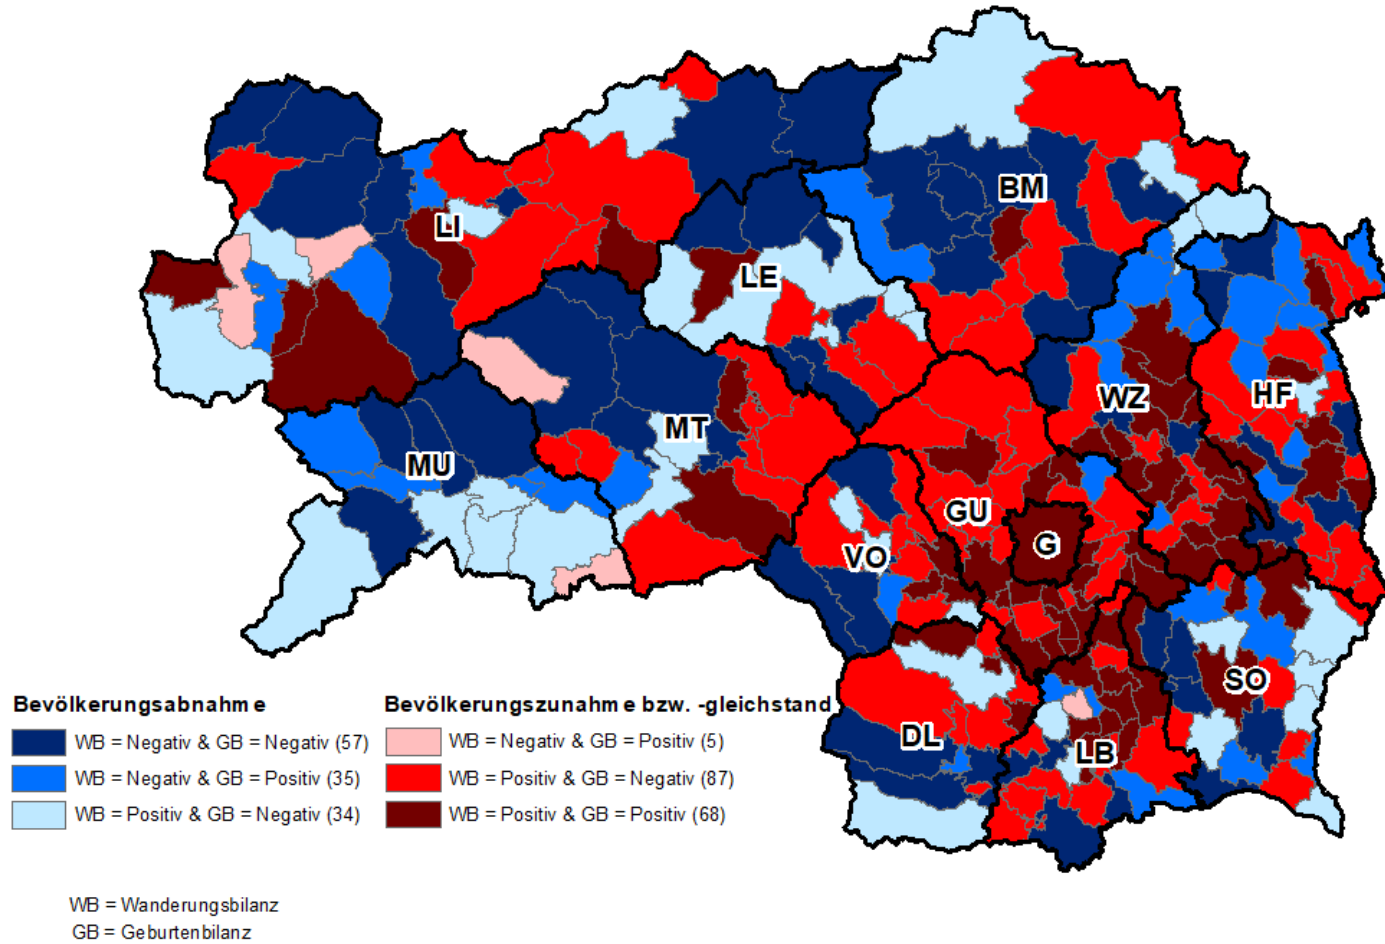 BM
LI
LE
WZ
HF
MT
MU
GU
G
VO
SO
DL
LB
Bevölkerungsabnahme
WB = Negativ & GB = Negativ (57)
WB = Negativ & GB = Positiv (35)
WB = Positiv & GB = Negativ (34)
Bevölkerungszunahme bzw. -gleichstand
WB = Negativ & GB = Positiv (5)
WB = Positiv & GB = Negativ (87)
WB = Positiv & GB = Positiv (68)
WB = Wanderungsbilanz
GB = Geburtenbilanz